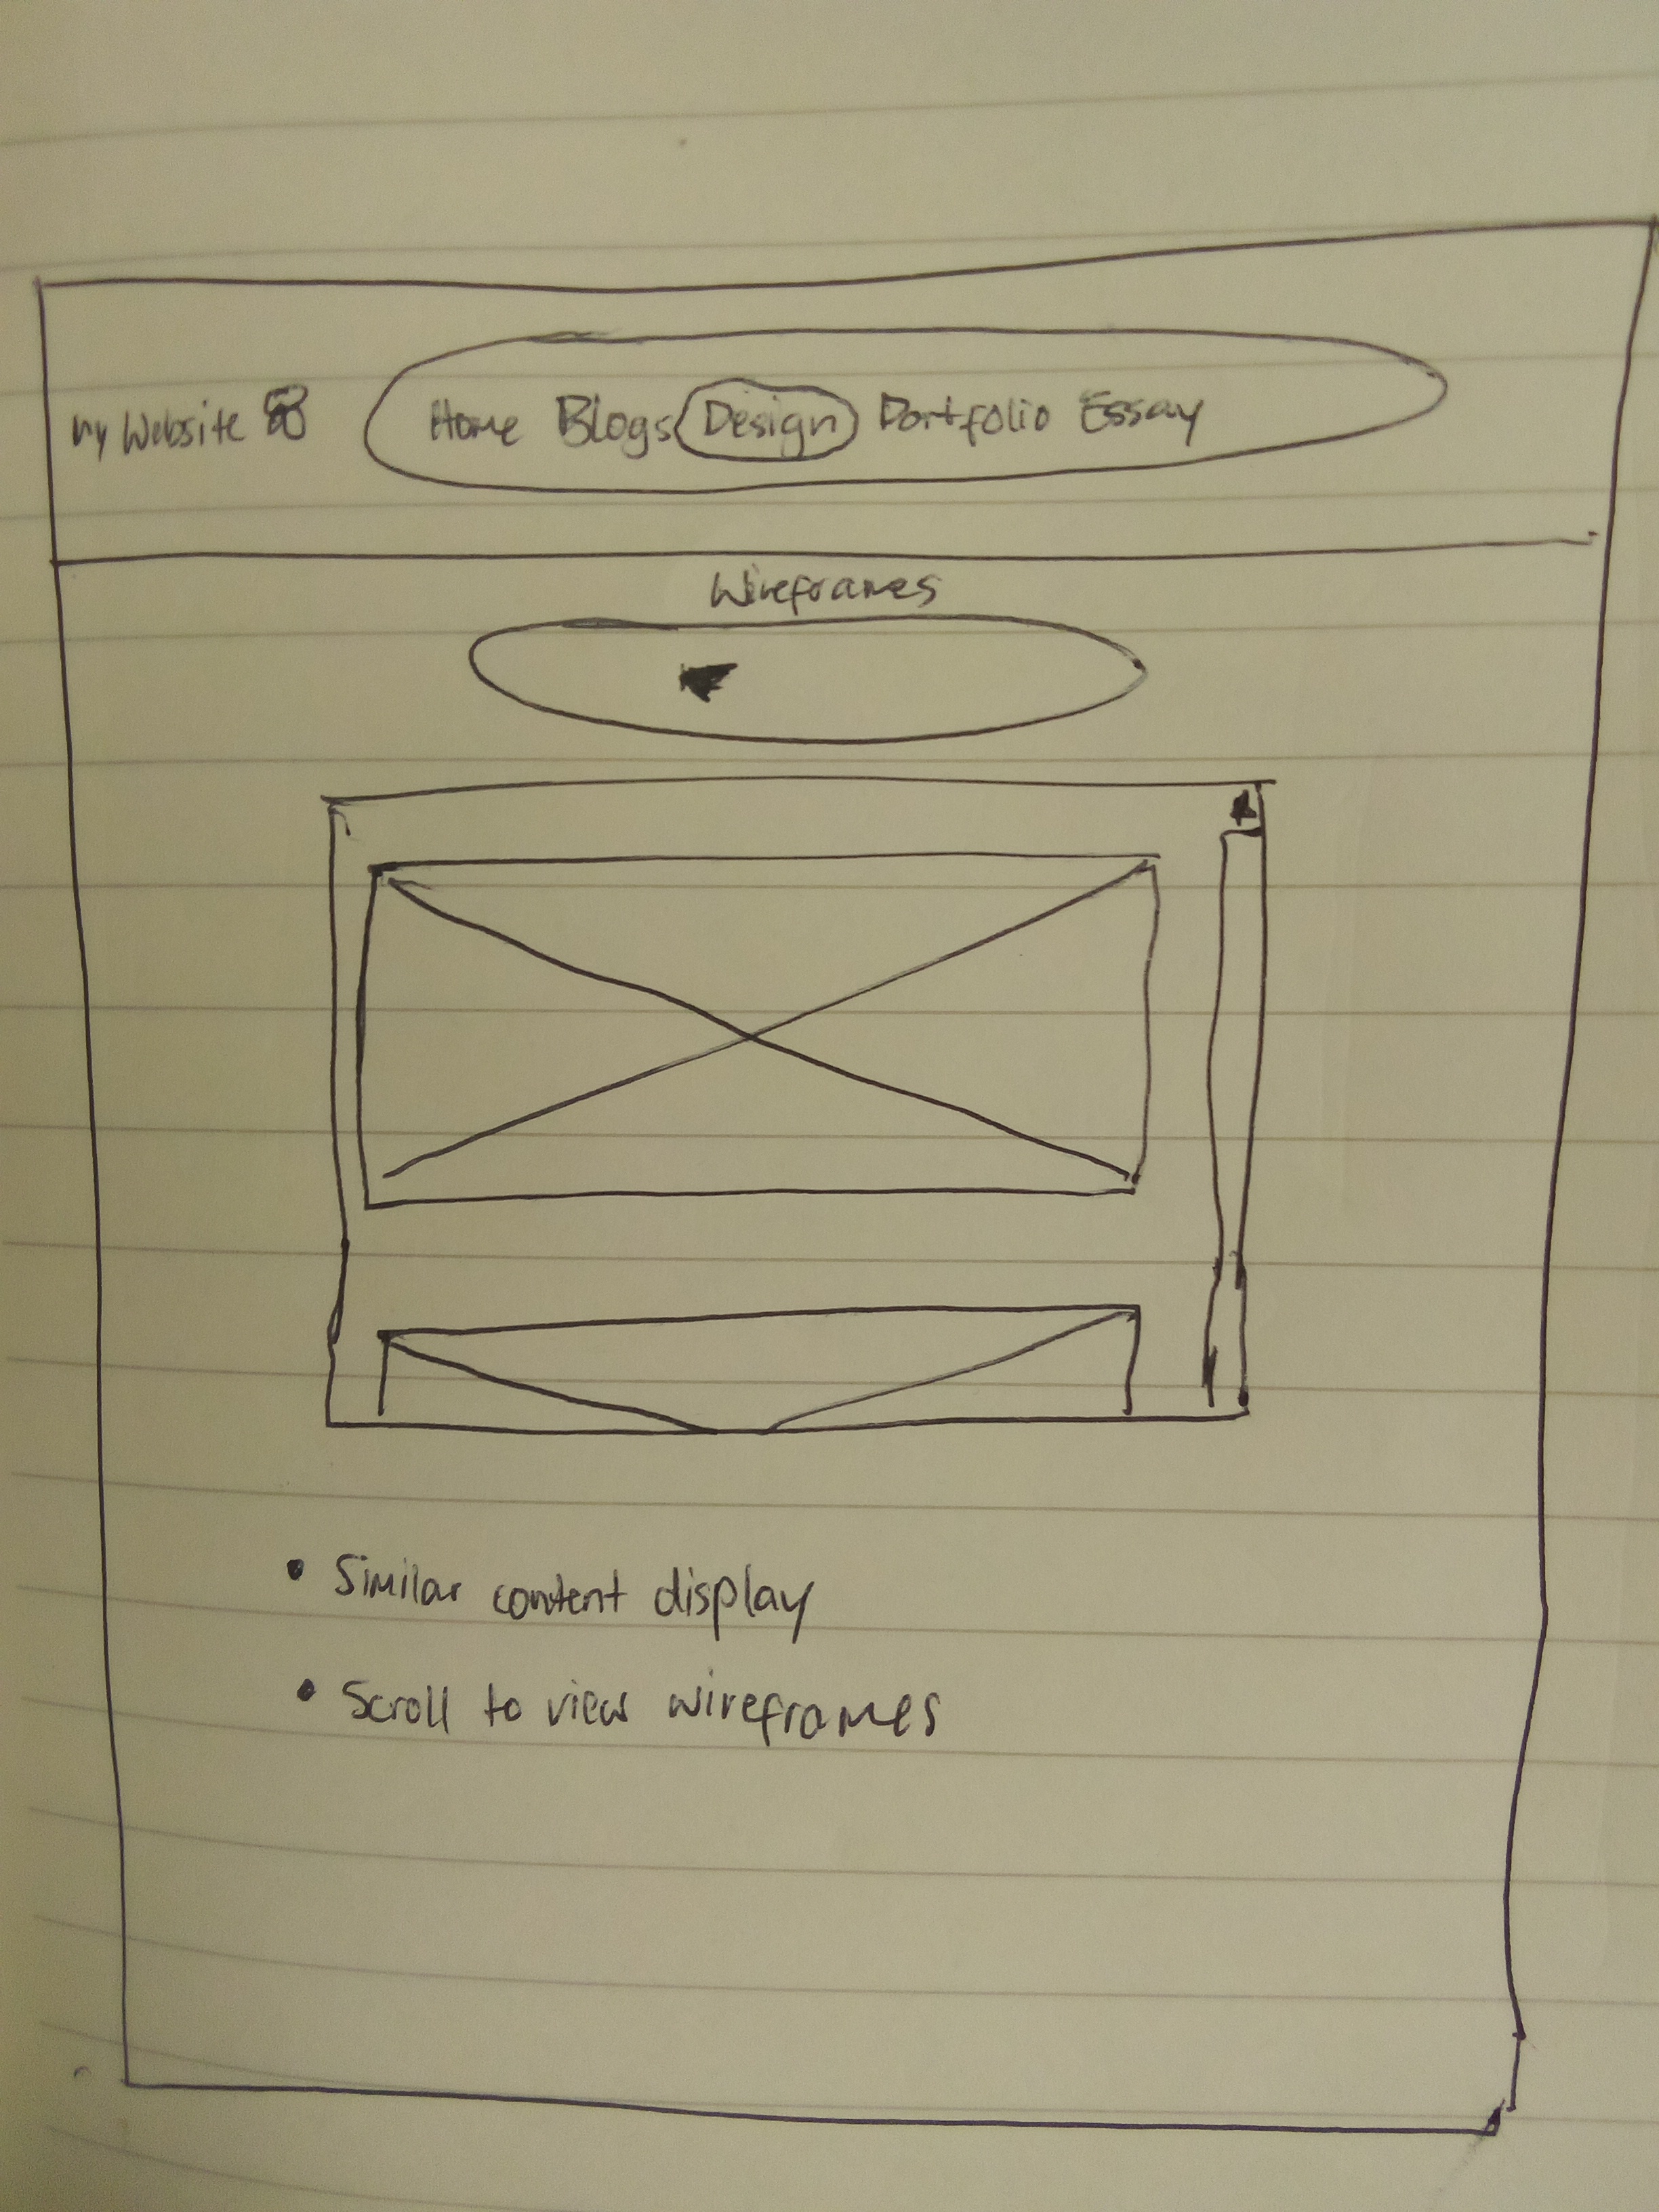 My Website
Home Blogs Design Portfolio Essay
Wireframes
• Similar content display
• Scroll to view wireframes